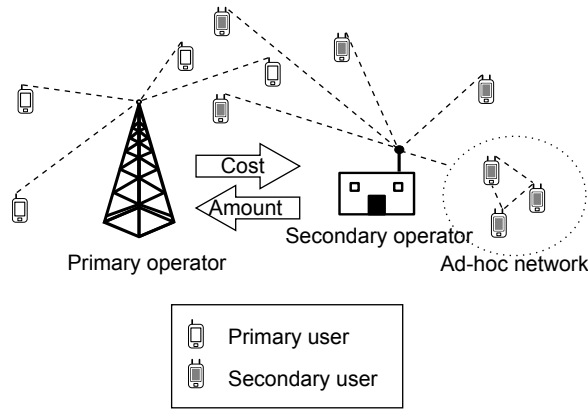 Cost
Amount
Primary operator
Secondary operator
Ad-hoc network
Primary user
Secondary user